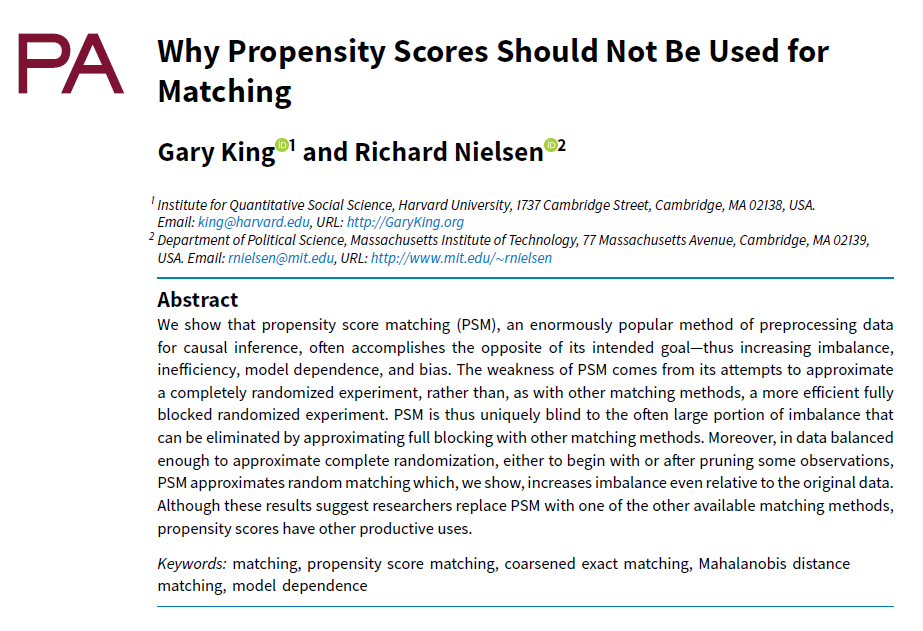 PA
Why Propensity Scores Should Not Be Used for
Matching
Gary King iD 1 and Richard Nielsen iD 2
1 Institute for Quantitative Social Science, Harvard University, 1737 Cambridge Street, Cambridge, MA 02138, USA.
Email: king@harvard.edu, URL: http://GaryKing.org
2 Department of Political Science, Massachusetts Institute of Technology, 77 Massachusetts Avenue, Cambridge, MA 02139,
USA. Email: rnielsen@mit.edu, URL: http://www.mit.edu/~rnielsen
Abstract
We show that propensity score matching (PSM), an enormously popular method of preprocessing data
for causal inference, often accomplishes the opposite of its intended goal—thus increasing imbalance,
inefficiency, model dependence, and bias. The weakness of PSM comes from its attempts to approximate
a completely randomized experiment, rather than, as with other matching methods, a more efficient fully
blocked randomized experiment. PSM is thus uniquely blind to the often large portion of imbalance that
can be eliminated by approximating full blocking with other matching methods. Moreover, in data balanced
enough to approximate complete randomization, either to begin with or after pruning some observations,
PSM approximates random matching which, we show, increases imbalance even relative to the original data.
Although these results suggest researchers replace PSM with one of the other available matching methods,
propensity scores have other productive uses.
Keywords: matching, propensity score matching, coarsened exact matching, Mahalanobis distance
matching, model dependence